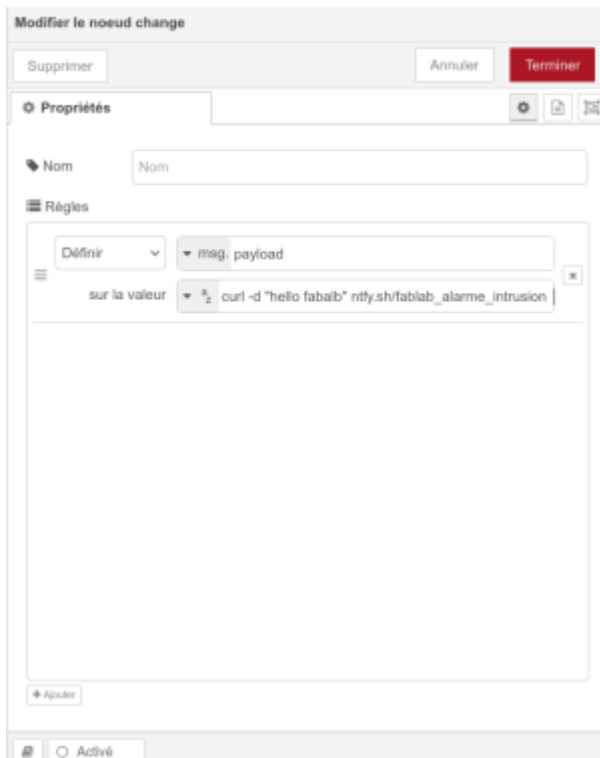 Modifier le noeud change
Supprimer
Annuler
Terminer
Propriétés
Nom
Nom
Règles
Définir
msg. payload
sur la valeur
a z curl -d "hello fabalb" ntfy.sh/fablab_alarme_intrusion
Ajouter
Activé